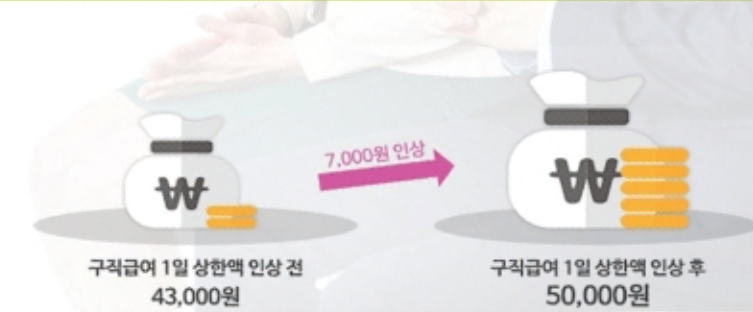 7,000원 인상
₩
₩
구직급여 1일 상한액 인상 전
43,000원
구직급여 1일 상한액 인상 후
50,000원